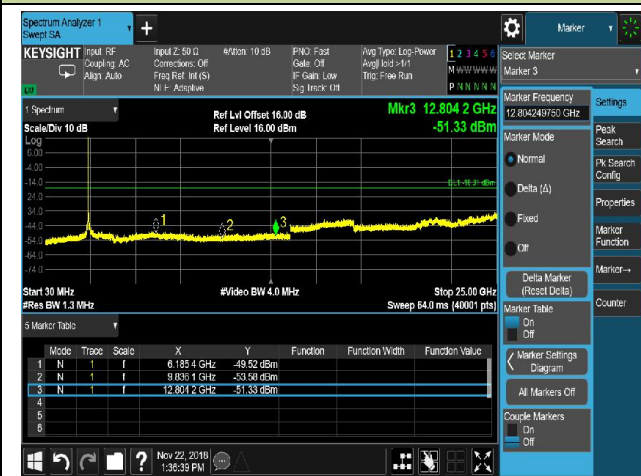 Spectrum Analyzer 1
Swept SA
+
Marker
KEYSIGHT
Input: RF
Coupling: AC
Align: Auto
Input Z: 50 Ω
Corrections: Off
Freq Ref: Int (S)
NFE: Adaptive
#Atten: 10 dB
PNO: Fast
Gate: Off
IF Gain: Low
Sig Track: Off
Avg Type: Log-Power
Avg|Hold:>1/1
Trig: Free Run
1 2 3 4 5 6
M W W W W W
P N N N N N
Select Marker
Marker 3
1 Spectrum
Scale/Div 10 dB
Ref Lvl Offset 16.00 dB
Ref Level 16.00 dBm
Mkr3 12.804 2 GHz
-51.33 dBm
Log
6.00
-4.00
-14.0
-24.0
-34.0
-44.0
-54.0
-64.0
-74.0
1
2
3
Start 30 MHz
#Res BW 1.3 MHz
#Video BW 4.0 MHz
Stop 25.00 GHz
Sweep 64.0 ms (40001 pts)
5 Marker Table
Mode Trace Scale X Y Function Function Width Function Value
1 N 1 f 6.185 4 GHz -49.52 dBm
2 N 1 f 9.836 1 GHz -53.58 dBm
3 N 1 f 12.804 2 GHz -51.33 dBm
4
5
6
Marker Frequency
12.804249750 GHz
Marker Mode
Normal
Delta (Δ)
Fixed
Off
Delta Marker
(Reset Delta)
Marker Table
On
Off
Marker Settings
Diagram
All Markers Off
Couple Markers
On
Off
Settings
Peak
Search
Pk Search
Config
Properties
Marker
Function
Marker→
Counter
?
Nov 22, 2018
1:36:39 PM